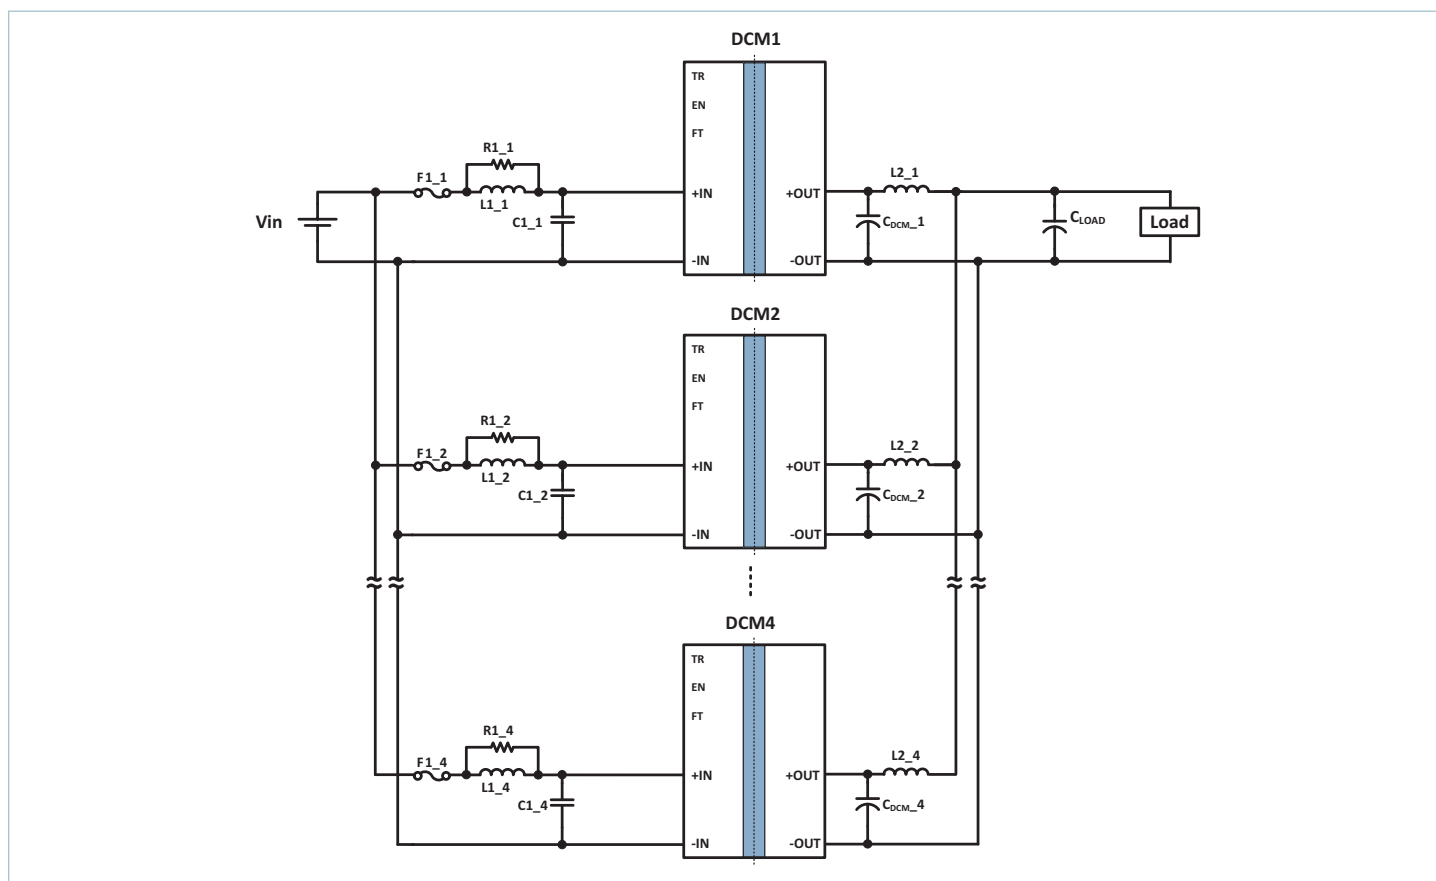 DCM1
TR
EN
FT
R1_1
F1_1
L1_1
C1_1
Vin
+IN
-IN
+OUT
-OUT
L2_1
CDCM_1
CLOAD
Load
DCM2
TR
EN
FT
R1_2
F1_2
L1_2
C1_2
+IN
-IN
+OUT
-OUT
L2_2
CDCM_2
DCM4
TR
EN
FT
R1_4
F1_4
L1_4
C1_4
+IN
-IN
+OUT
-OUT
L2_4
CDCM_4